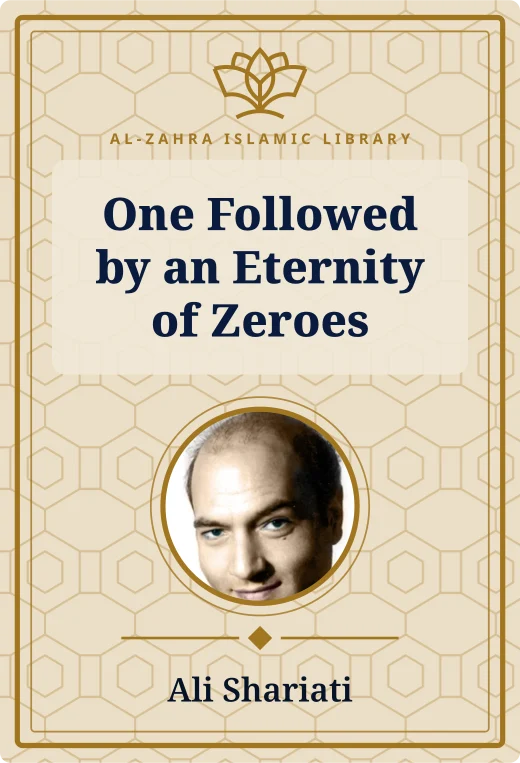 AL-ZAHRA ISLAMIC LIBRARY
One Followed
by an Eternity
of Zeroes
Ali Shariati